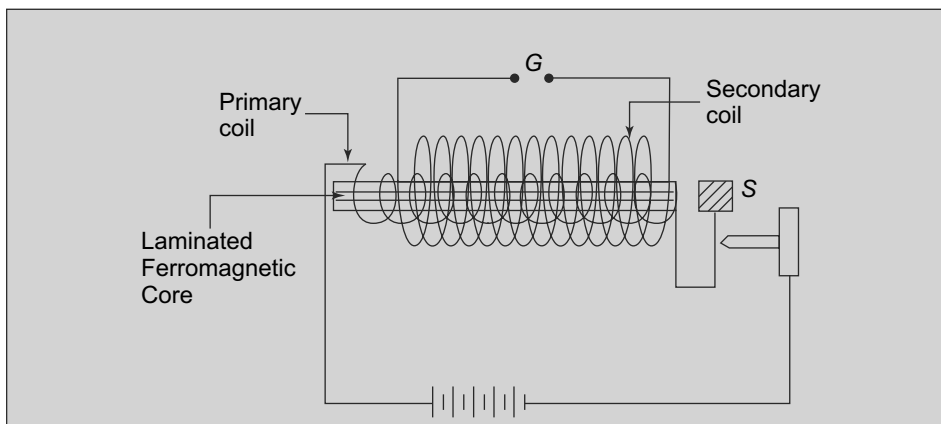 G
Primary
coil
Secondary
coil
S
Laminated
Ferromagnetic
Core